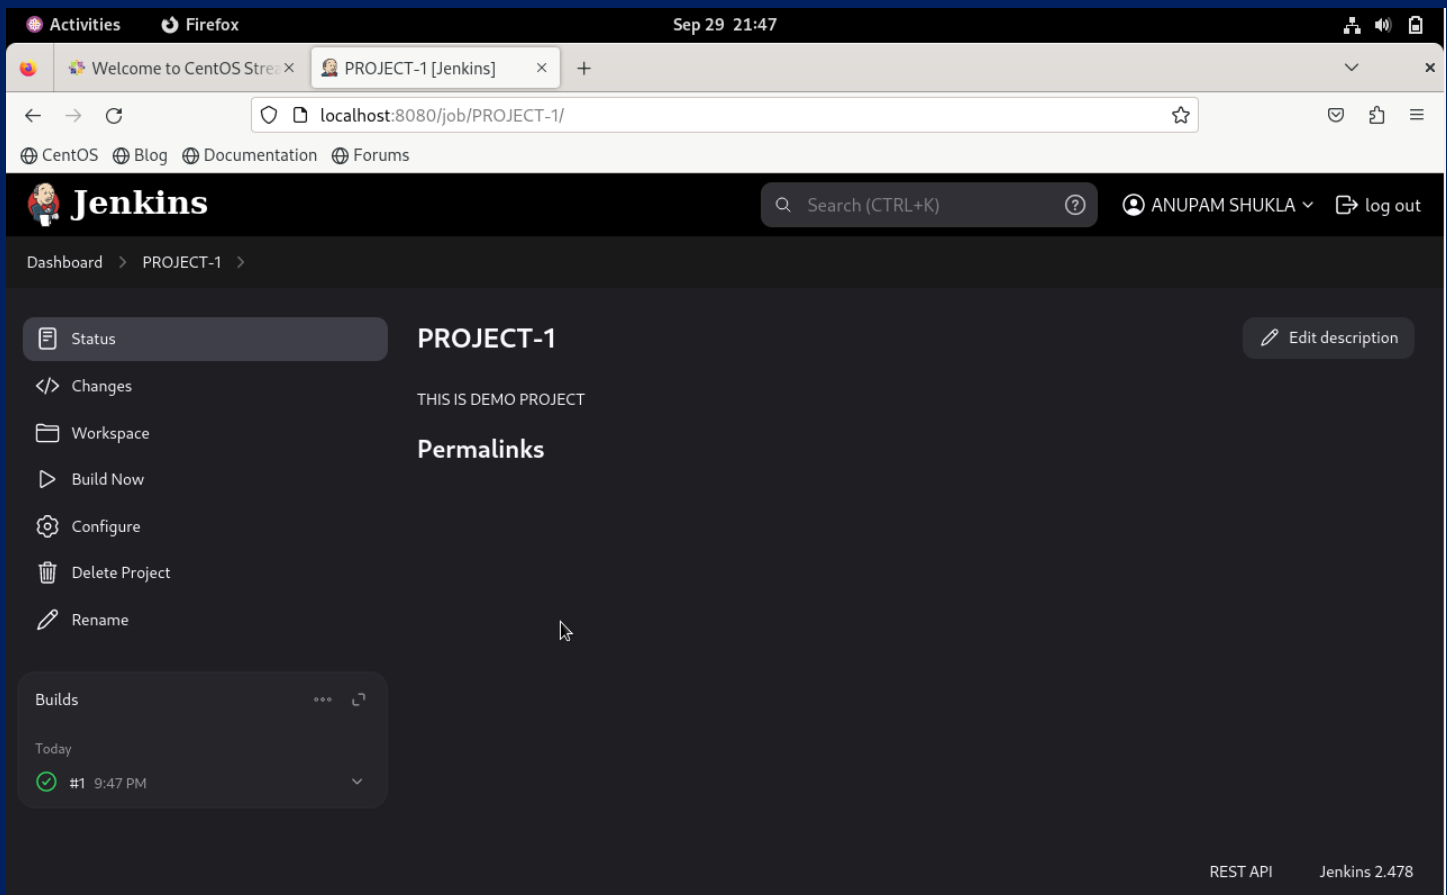 Activities Firefox Sep 29 21:47
Welcome to CentOS Strea PROJECT-1 [Jenkins]
localhost:8080/job/PROJECT-1/
CentOS Blog Documentation Forums
Jenkins Search (CTRL+K) ANUPAM SHUKLA log out
Dashboard PROJECT-1
Status
Changes
Workspace
Build Now
Configure
Delete Project
Rename
Builds
Today
#1 9:47 PM
PROJECT-1 Edit description
THIS IS DEMO PROJECT
Permalinks
REST API Jenkins 2.478